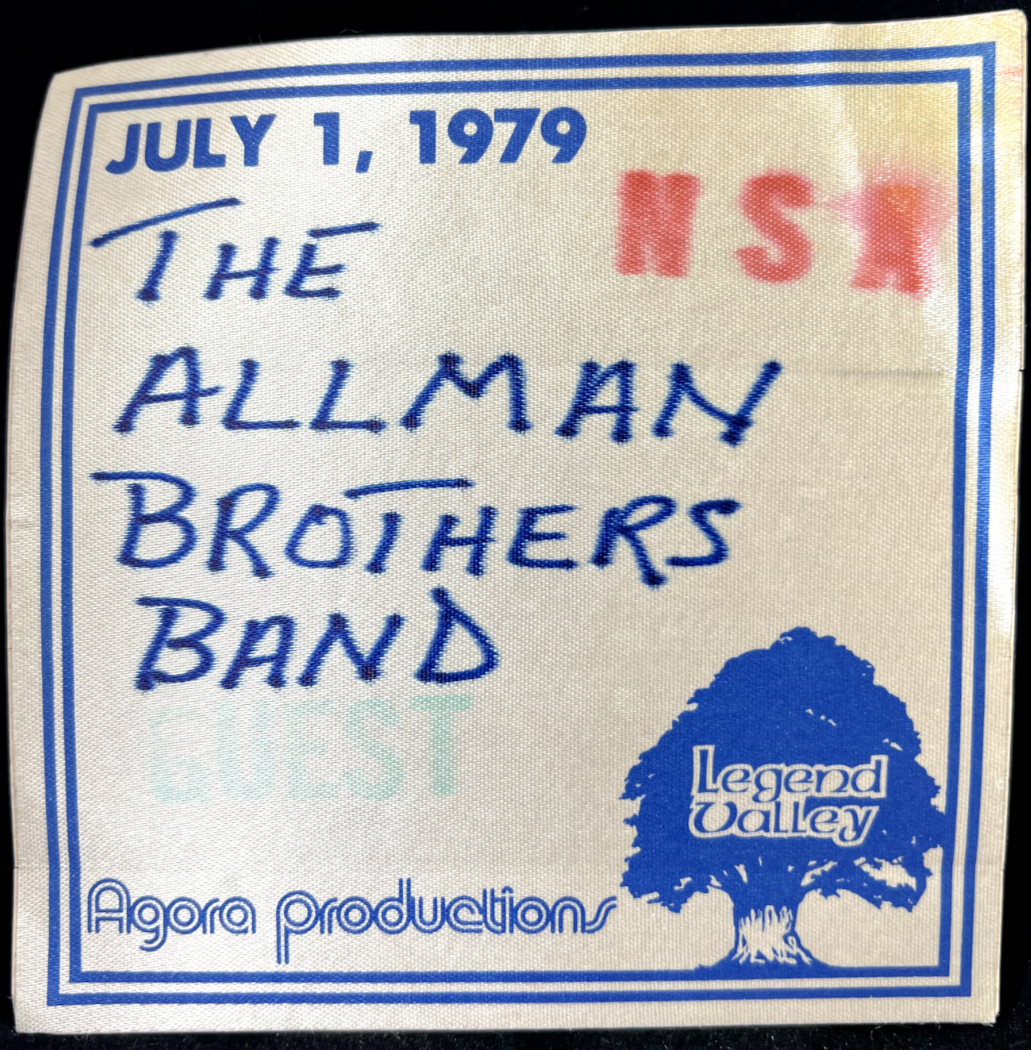 JULY 1, 1979
NSA
THE
ALLMAN
BROTHERS
BAND
GUEST
Legend
Valley
Agora productions